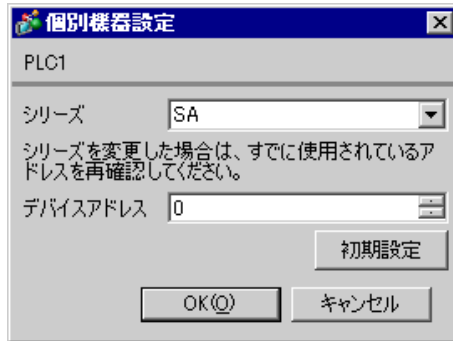 個別機器設定
PLC1
シリーズ SA
シリーズを変更した場合は、すでに使用されているア
ドレスを再確認してください。
デバイスアドレス 0
初期設定
OK(O) キャンセル